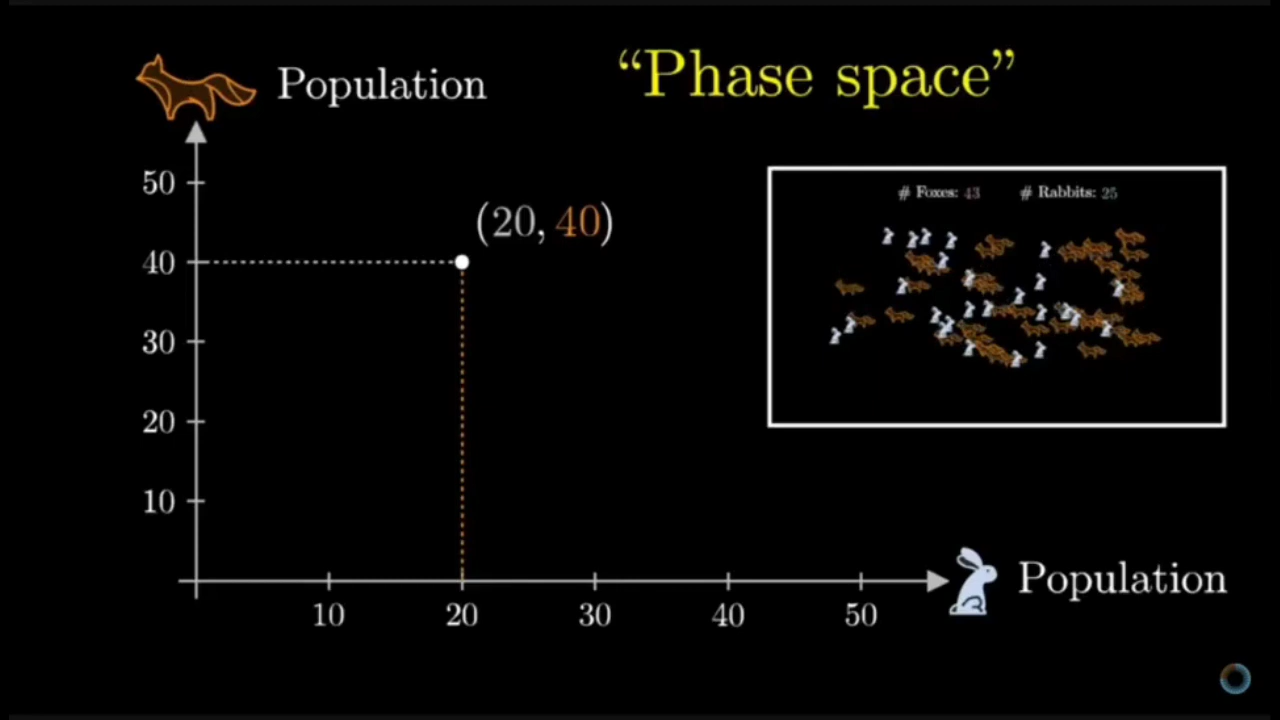 Population
“Phase space”
# Foxes: 43 # Rabbits: 25
50
(20, 40)
40
30
20
10
Population
10 20 30 40 50